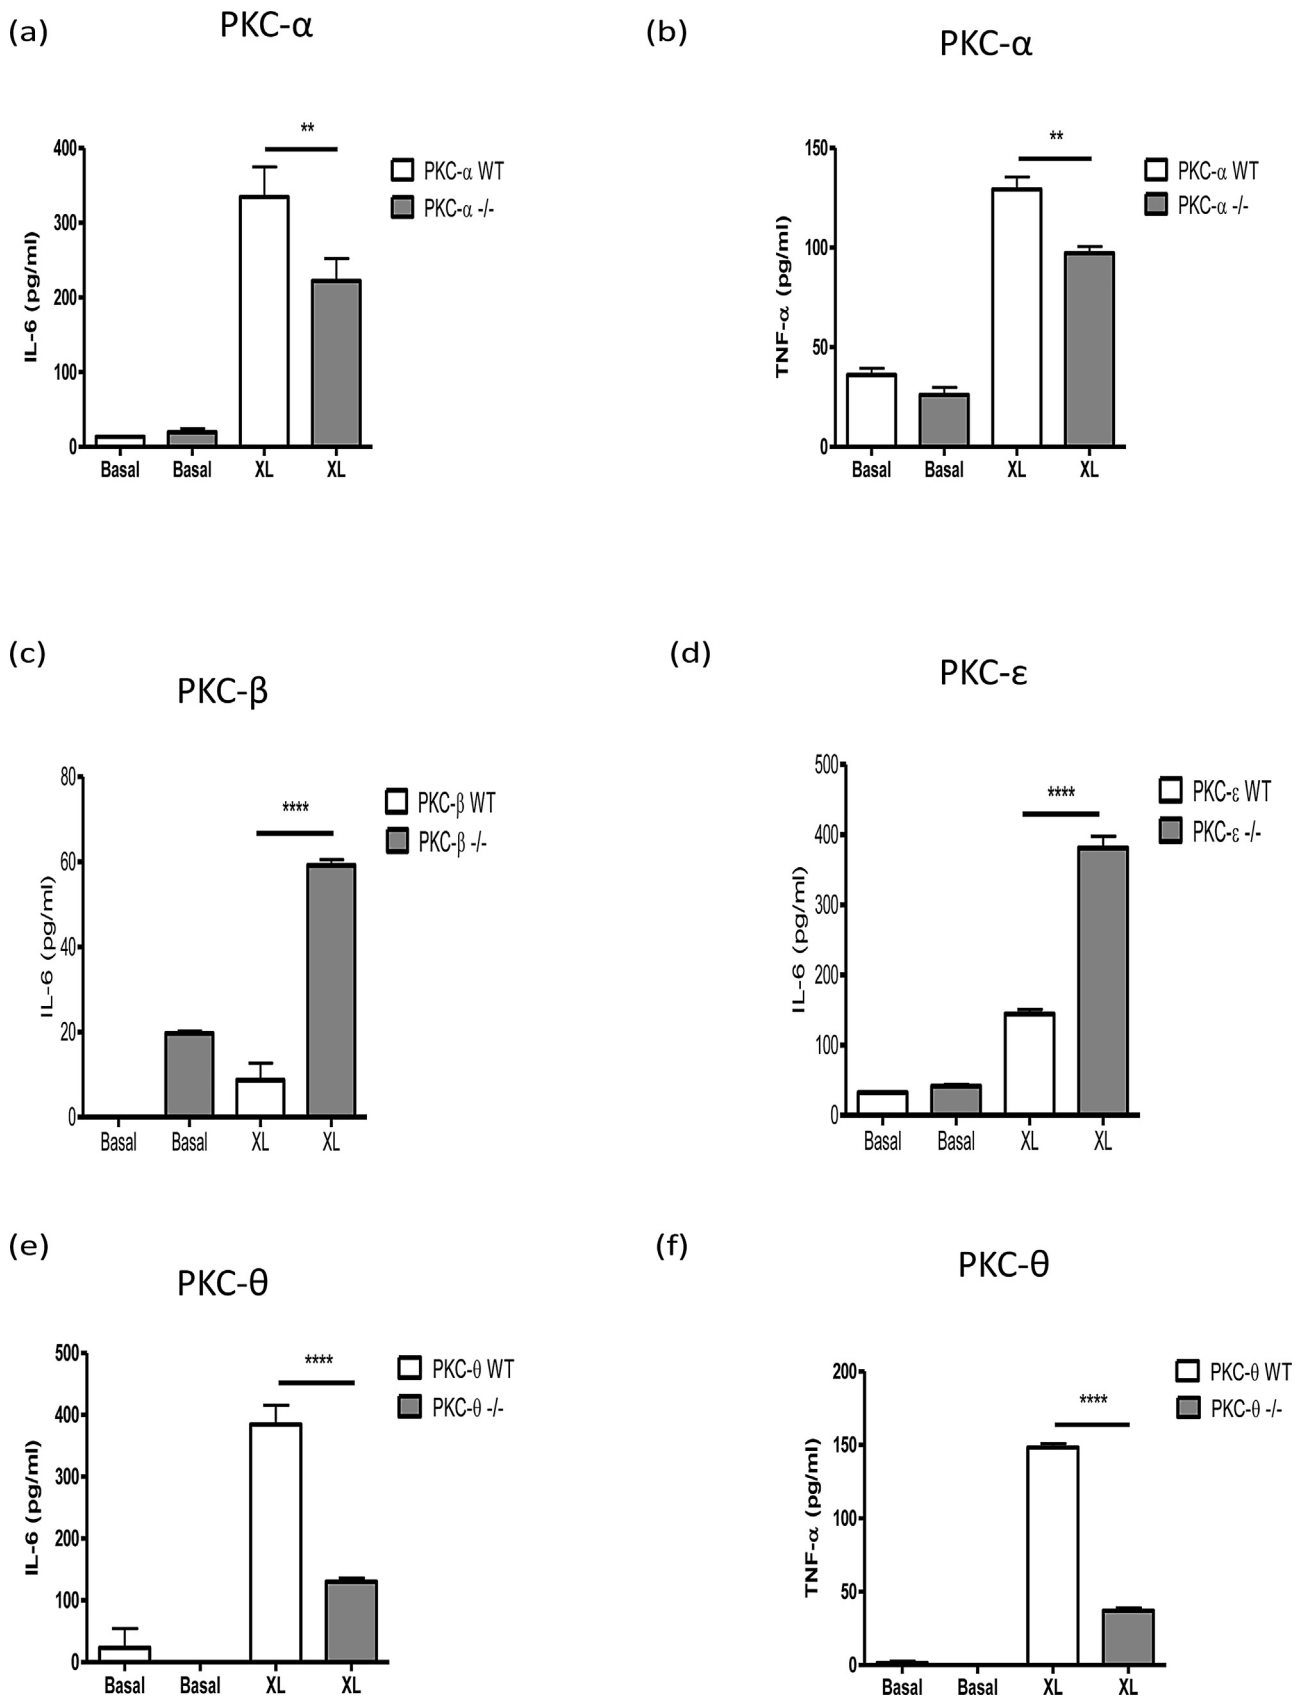 (a)
PKC-α
**
400
300
200
100
0
IL-6 (pg/ml)
Basal Basal XL XL
PKC-α WT
PKC-α -/-
(b)
PKC-α
**
150
100
50
0
TNF-α (pg/ml)
Basal Basal XL XL
PKC-α WT
PKC-α -/-
(c)
PKC-β
****
80
60
40
20
0
IL-6 (pg/ml)
Basal Basal XL XL
PKC-β WT
PKC-β -/-
(d)
PKC-ε
****
500
400
300
200
100
0
IL-6 (pg/ml)
Basal Basal XL XL
PKC-ε WT
PKC-ε -/-
(e)
PKC-θ
****
500
400
300
200
100
0
IL-6 (pg/ml)
Basal Basal XL XL
PKC-θ WT
PKC-θ -/-
(f)
PKC-θ
****
200
150
100
50
0
TNF-α (pg/ml)
Basal Basal XL XL
PKC-θ WT
PKC-θ -/-